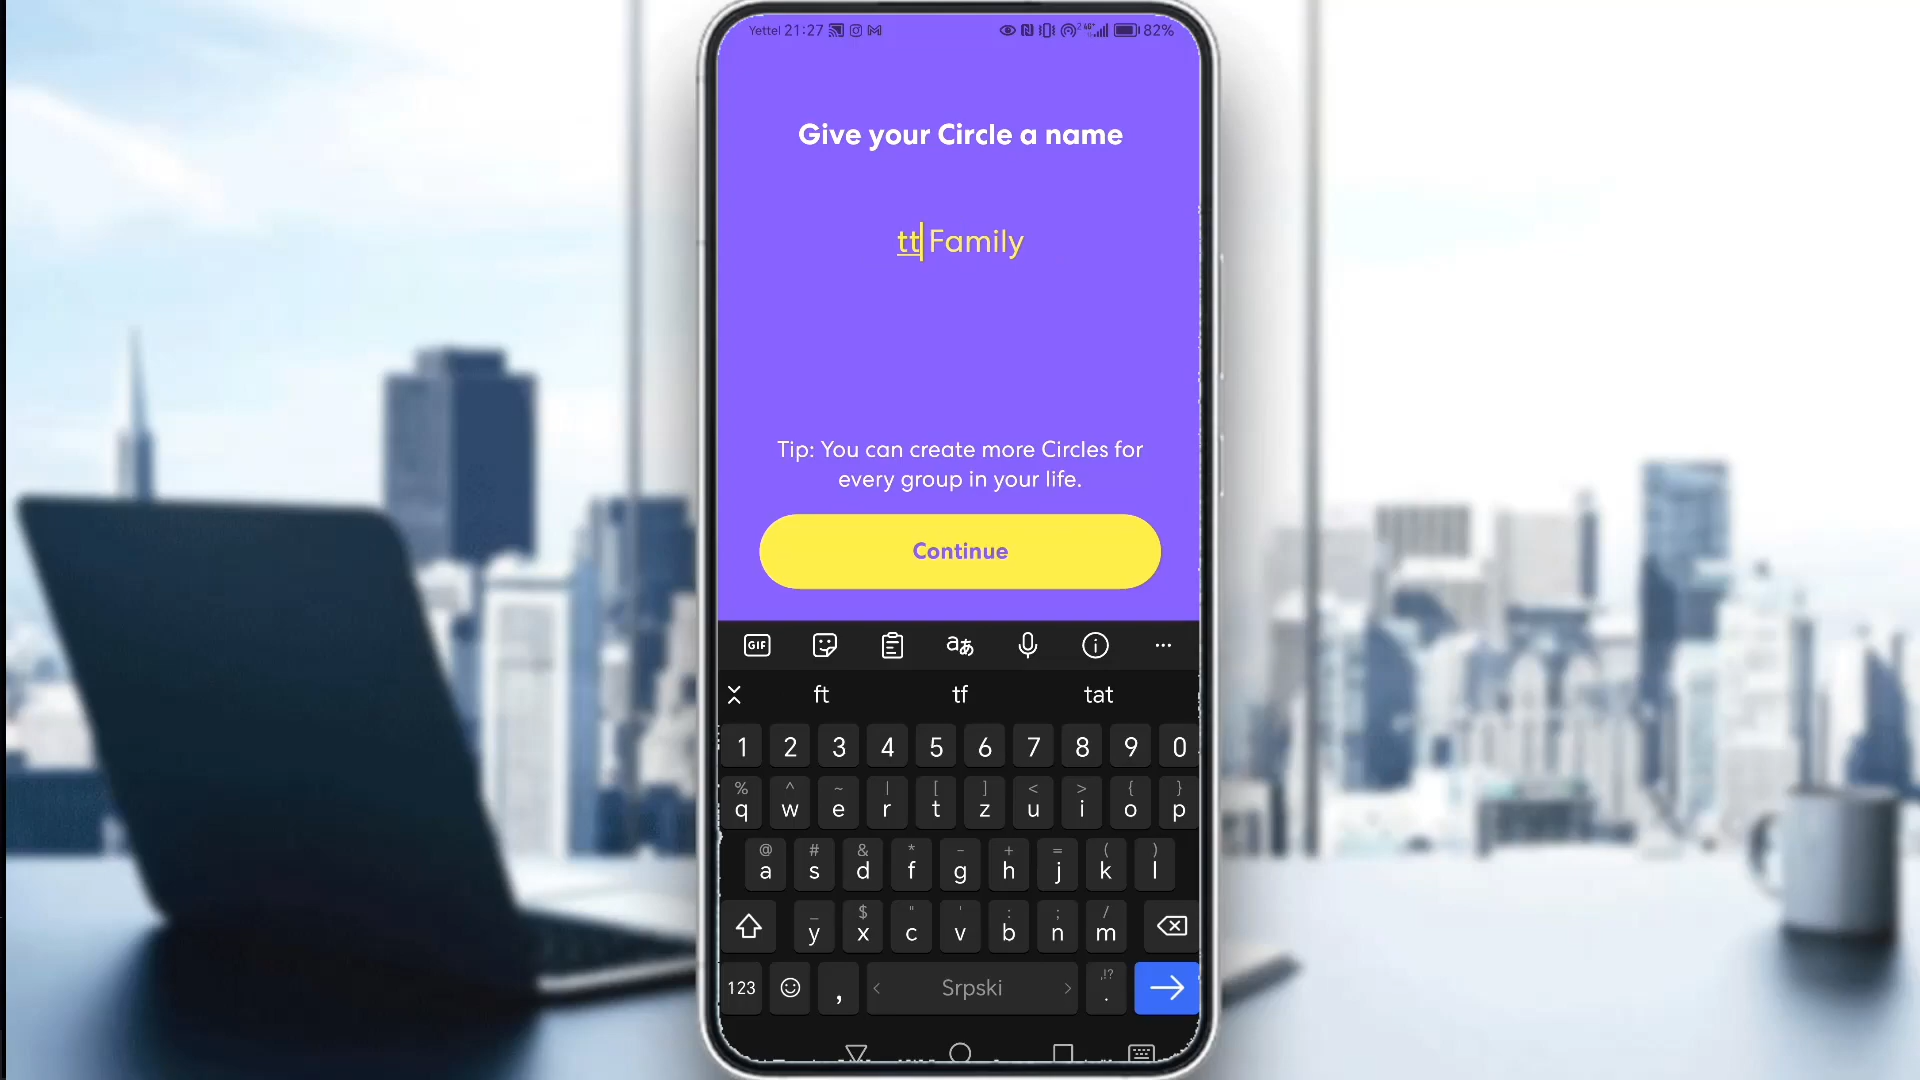 Yettel 21:27 82%
Give your Circle a name
tt Family
Tip: You can create more Circles for
every group in your life.
Continue
GIF
ft tf tat
1 2 3 4 5 6 7 8 9 0
% ^ ~ | [ ] < > { }
q w e r t z u i o p
@ # & * - + = ( )
a s d f g h j k l
_ $ " ' : ; /
y x c v b n m
123 , < Srpski > ,!? .